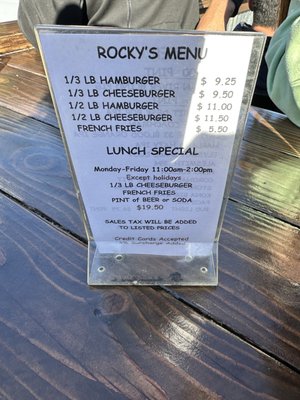 ROCKY'S MENU
1/3 LB HAMBURGER $ 9.25
1/3 LB CHEESEBURGER $ 9.50
1/2 LB HAMBURGER $ 11.00
1/2 LB CHEESEBURGER $ 11.50
FRENCH FRIES $ 5.50
LUNCH SPECIAL
Monday-Friday 11:00am-2:00pm
Except holidays
1/3 LB CHEESEBURGER
FRENCH FRIES
PINT of BEER or SODA
$19.50
SALES TAX WILL BE ADDED
TO LISTED PRICES
Credit Cards Accepted
Surcharge Added